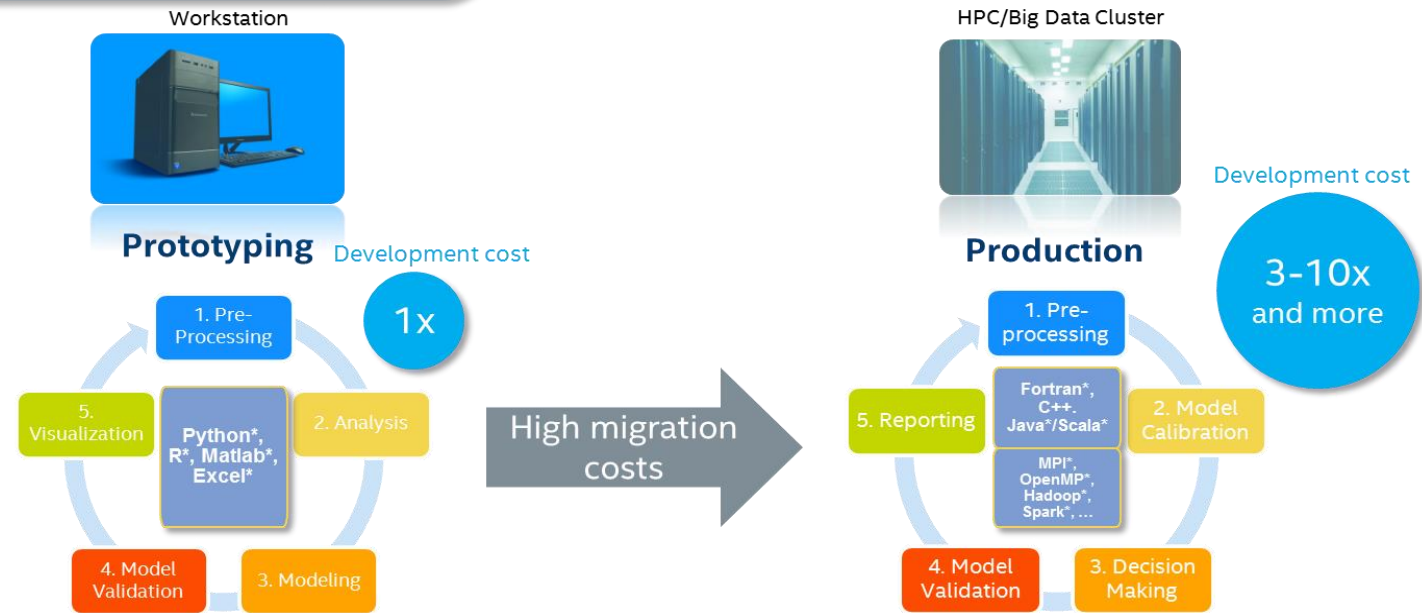 Workstation
Prototyping
Development cost
1x
1. Pre-
Processing
2. Analysis
3. Modeling
4. Model
Validation
5.
Visualization
Python*,
R*, Matlab*,
Excel*
High migration
costs
HPC/Big Data Cluster
Production
Development cost
3-10x
and more
1. Pre-
processing
2. Model
Calibration
3. Decision
Making
4. Model
Validation
5. Reporting
Fortran*,
C++.
Java*/Scala*
MPI*,
OpenMP*,
Hadoop*,
Spark*, ...